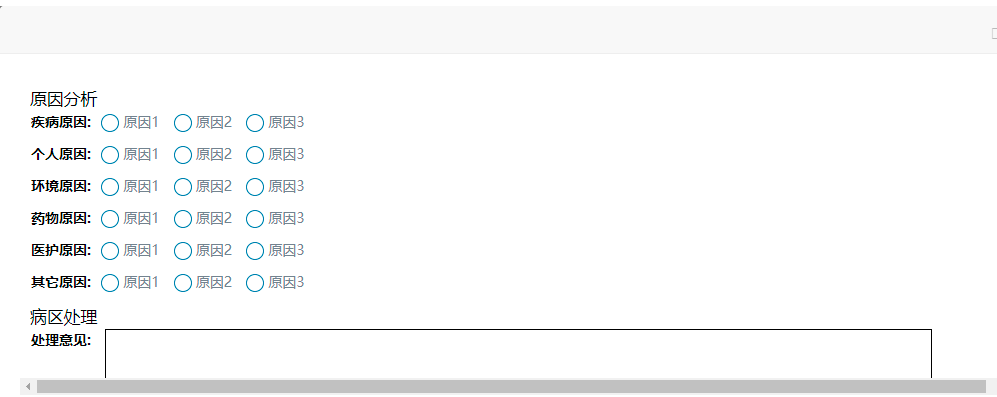 原因分析
疾病原因: 原因1 原因2 原因3
个人原因: 原因1 原因2 原因3
环境原因: 原因1 原因2 原因3
药物原因: 原因1 原因2 原因3
医护原因: 原因1 原因2 原因3
其它原因: 原因1 原因2 原因3
病区处理
处理意见: